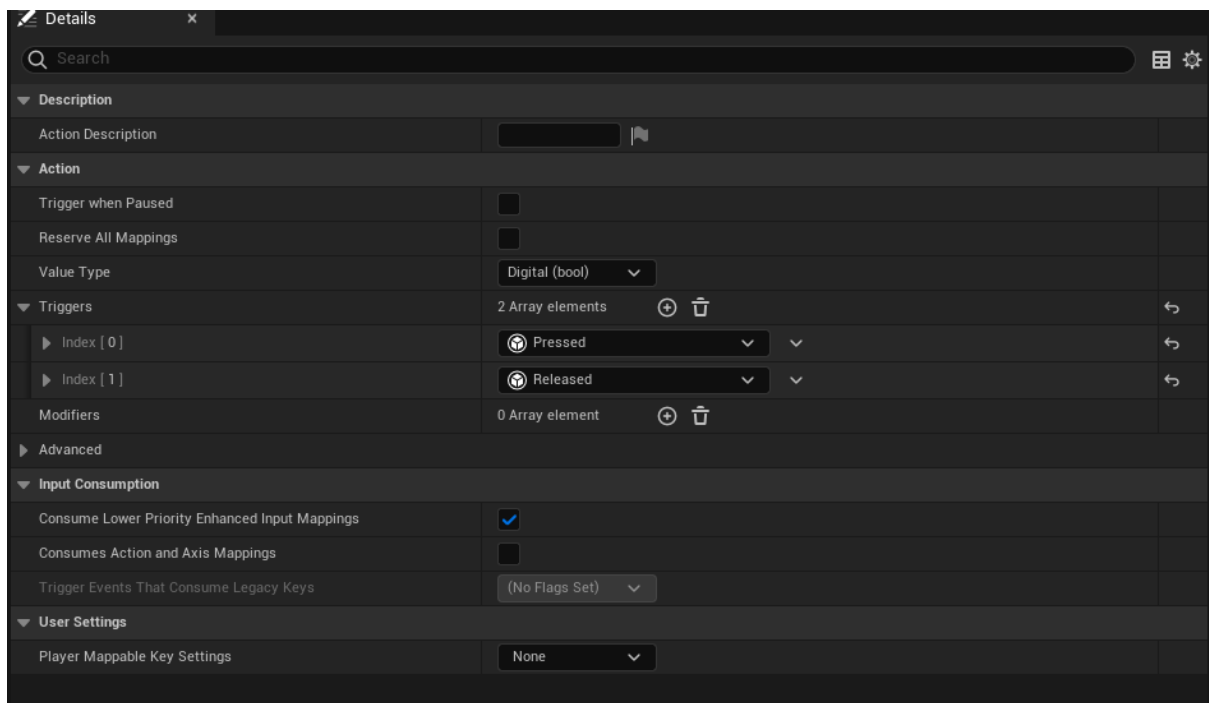 Details
Search
Description
Action Description
Action
Trigger when Paused
Reserve All Mappings
Value Type Digital (bool)
Triggers 2 Array elements
Index [ 0 ] Pressed
Index [ 1 ] Released
Modifiers 0 Array element
Advanced
Input Consumption
Consume Lower Priority Enhanced Input Mappings
Consumes Action and Axis Mappings
Trigger Events That Consume Legacy Keys (No Flags Set)
User Settings
Player Mappable Key Settings None